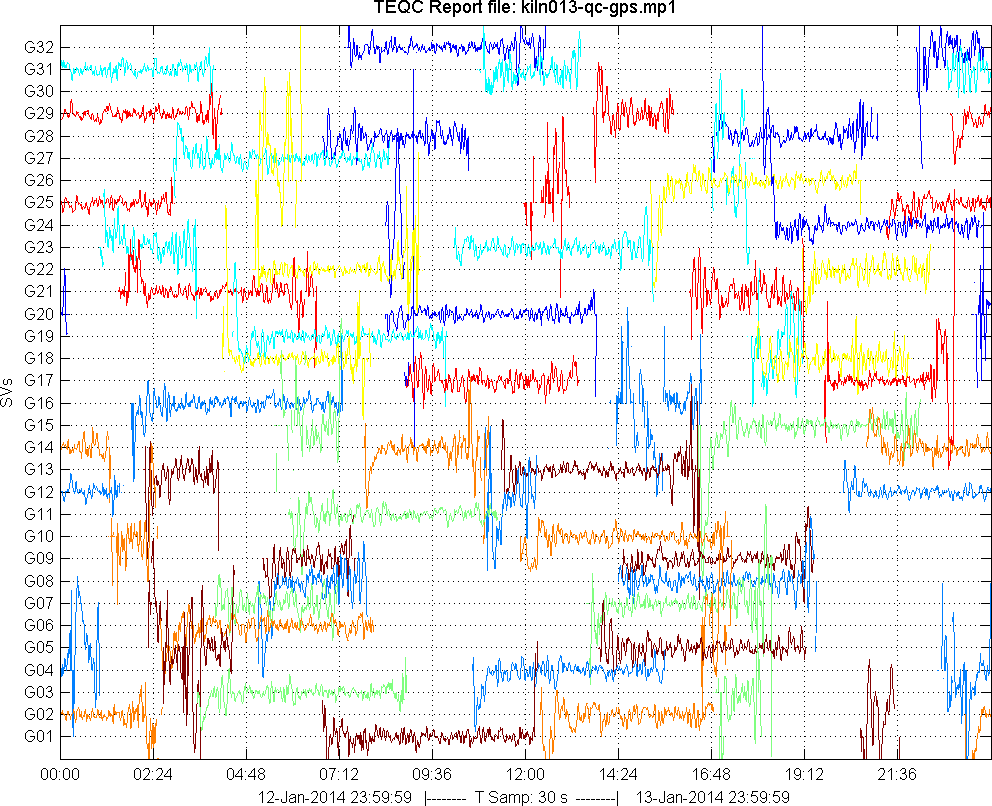 TEQC Report file: kiln013-qc-gps.mp1
G32
G31
G30
G29
G28
G27
G26
G25
G24
G23
G22
G21
G20
G19
G18
G17
G16
G15
G14
G13
G12
G11
G10
G09
G08
G07
G06
G05
G04
G03
G02
G01
SVs
00:00 02:24 04:48 07:12 09:36 12:00 14:24 16:48 19:12 21:36
12-Jan-2014 23:59:59 |-------- T Samp: 30 s --------| 13-Jan-2014 23:59:59